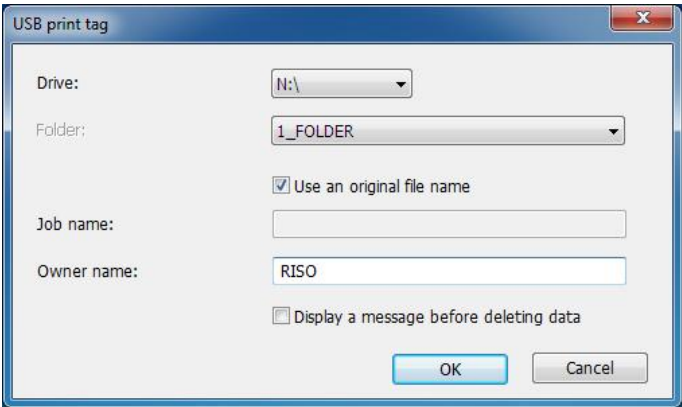 USB print tag
Drive:
N:\
Folder:
1_FOLDER
Use an original file name
Job name:
Owner name:
RISO
Display a message before deleting data
OK
Cancel